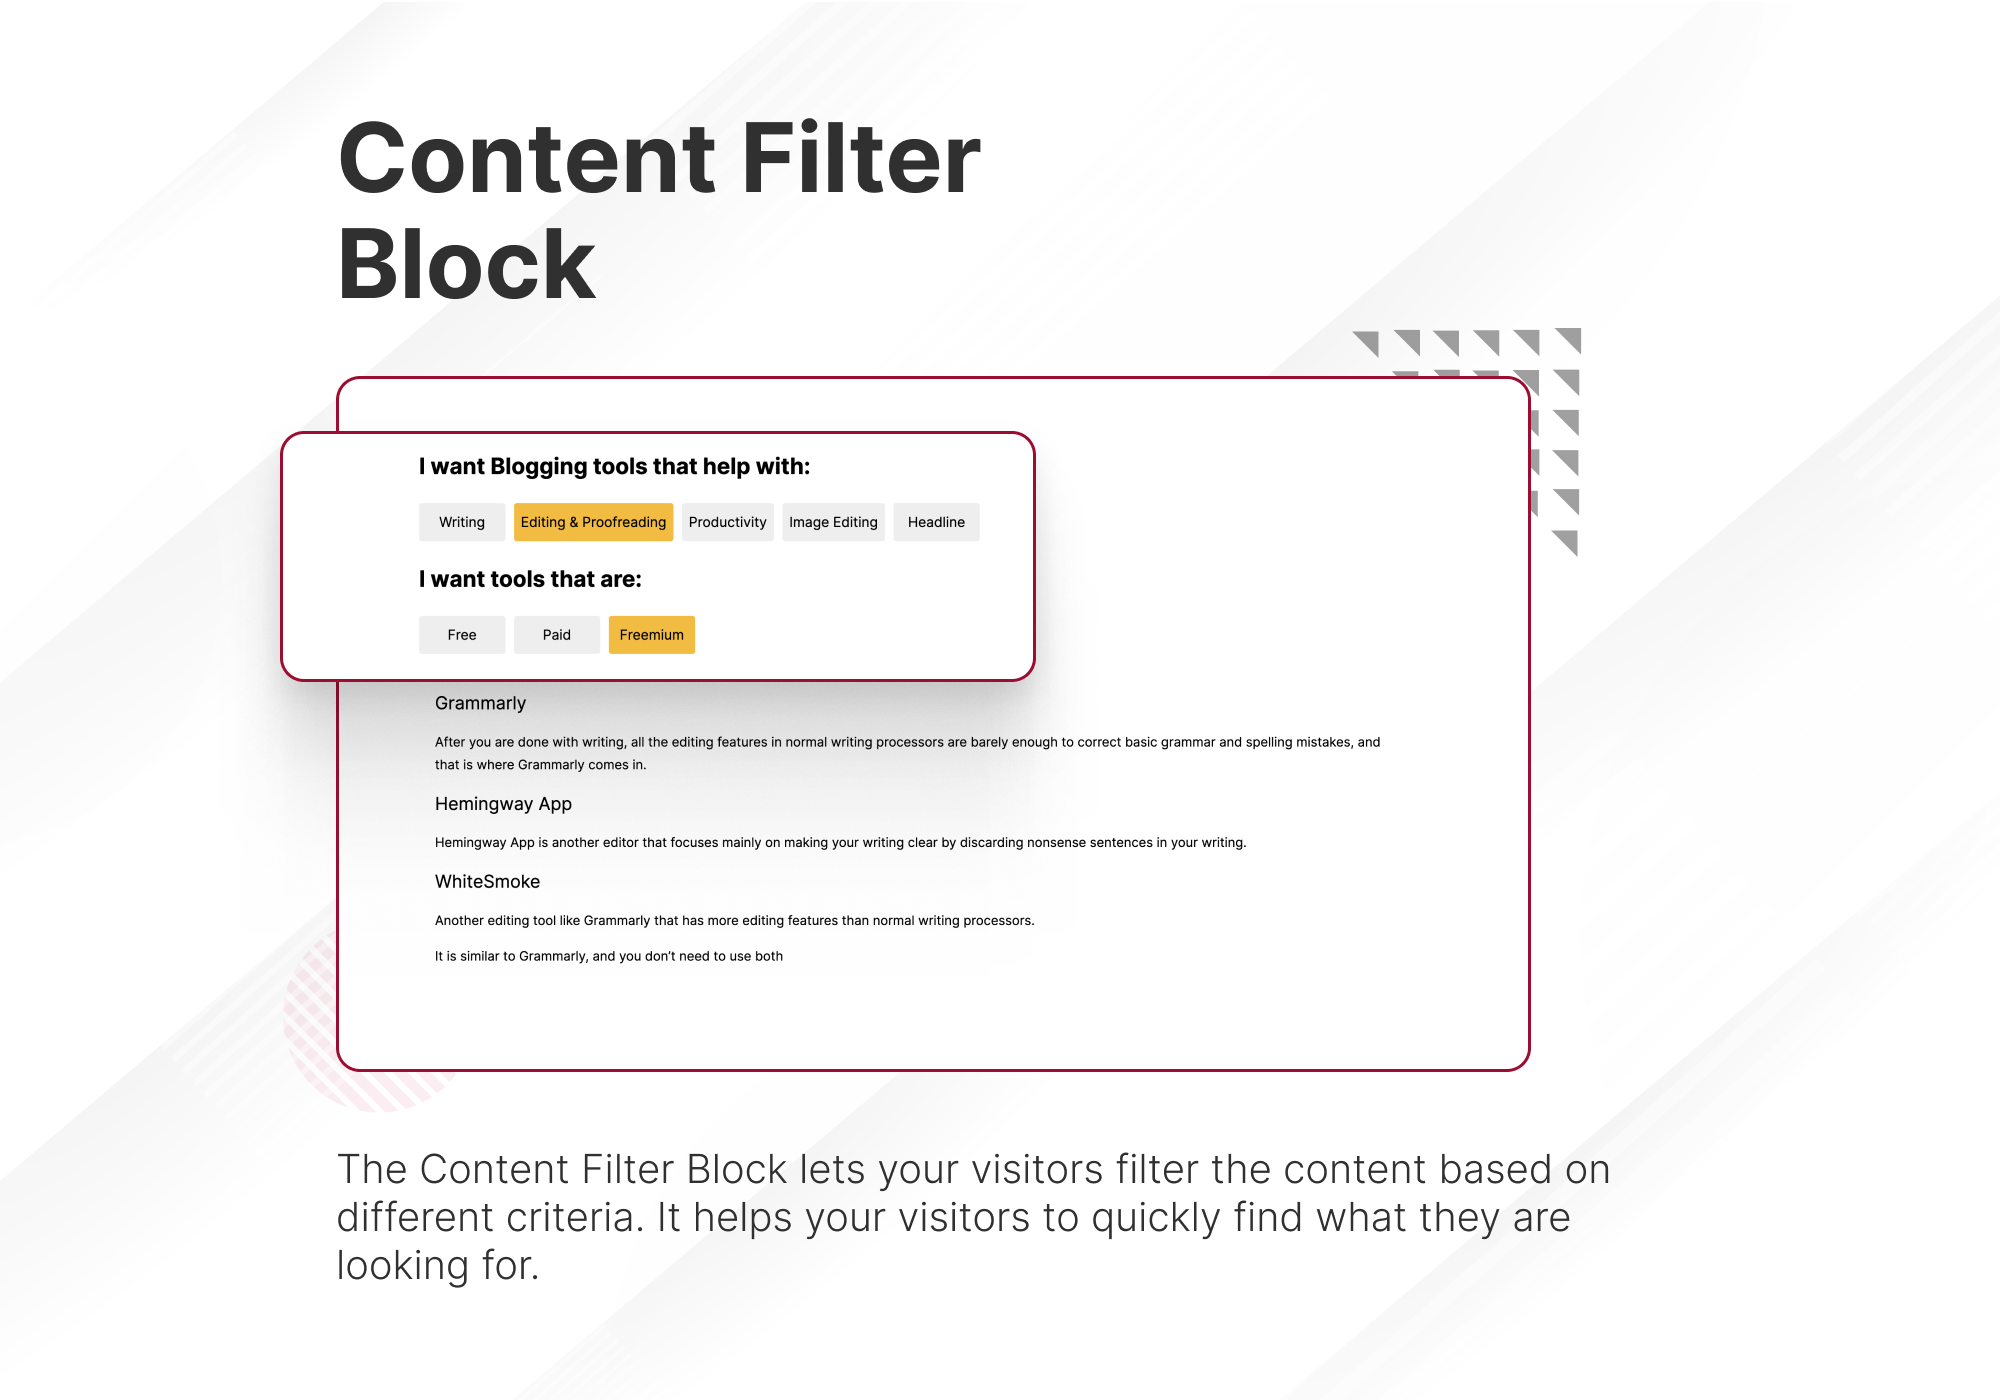 Content Filter
Block
I want Blogging tools that help with:
Writing Editing & Proofreading Productivity Image Editing Headline
I want tools that are:
Free Paid Freemium
Grammarly
After you are done with writing, all the editing features in normal writing processors are barely enough to correct basic grammar and spelling mistakes, and
that is where Grammarly comes in.
Hemingway App
Hemingway App is another editor that focuses mainly on making your writing clear by discarding nonsense sentences in your writing.
WhiteSmoke
Another editing tool like Grammarly that has more editing features than normal writing processors.
It is similar to Grammarly, and you don’t need to use both
The Content Filter Block lets your visitors filter the content based on
different criteria. It helps your visitors to quickly find what they are
looking for.